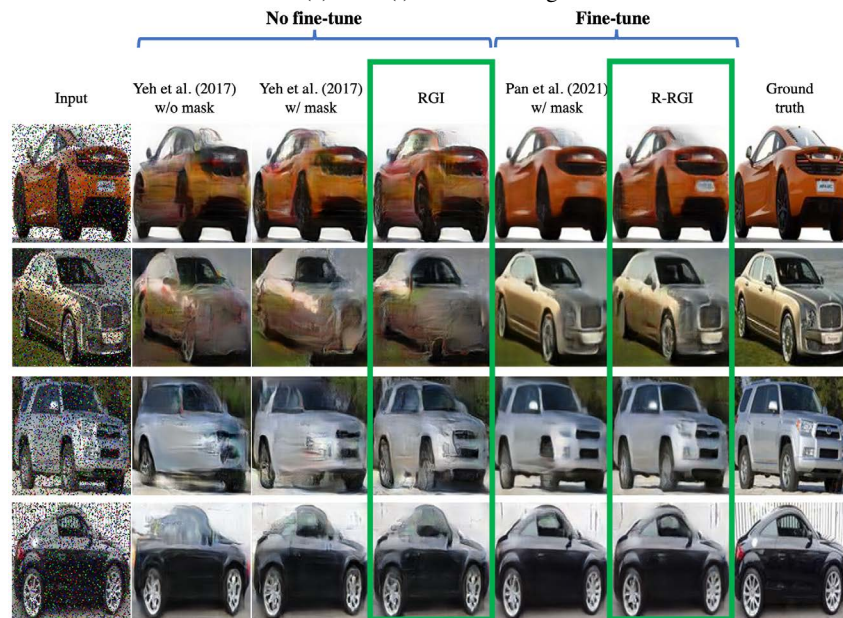 No fine-tune
Fine-tune
Input
Yeh et al. (2017)
w/o mask
Yeh et al. (2017)
w/ mask
RGI
Pan et al. (2021)
w/ mask
R-RGI
Ground
truth